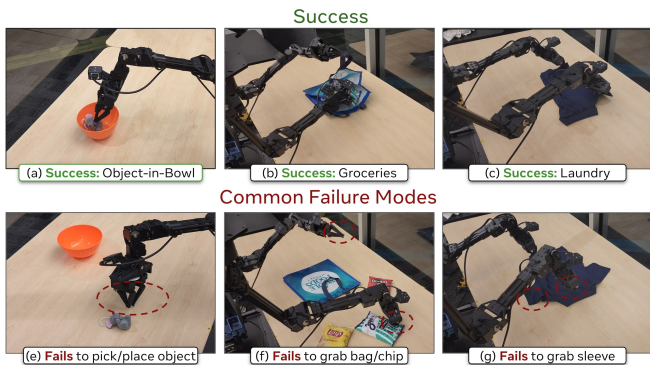 Success
(a) Success: Object-in-Bowl
(b) Success: Groceries
(c) Success: Laundry
Common Failure Modes
(e) Fails to pick/place object
(f) Fails to grab bag/chip
(g) Fails to grab sleeve